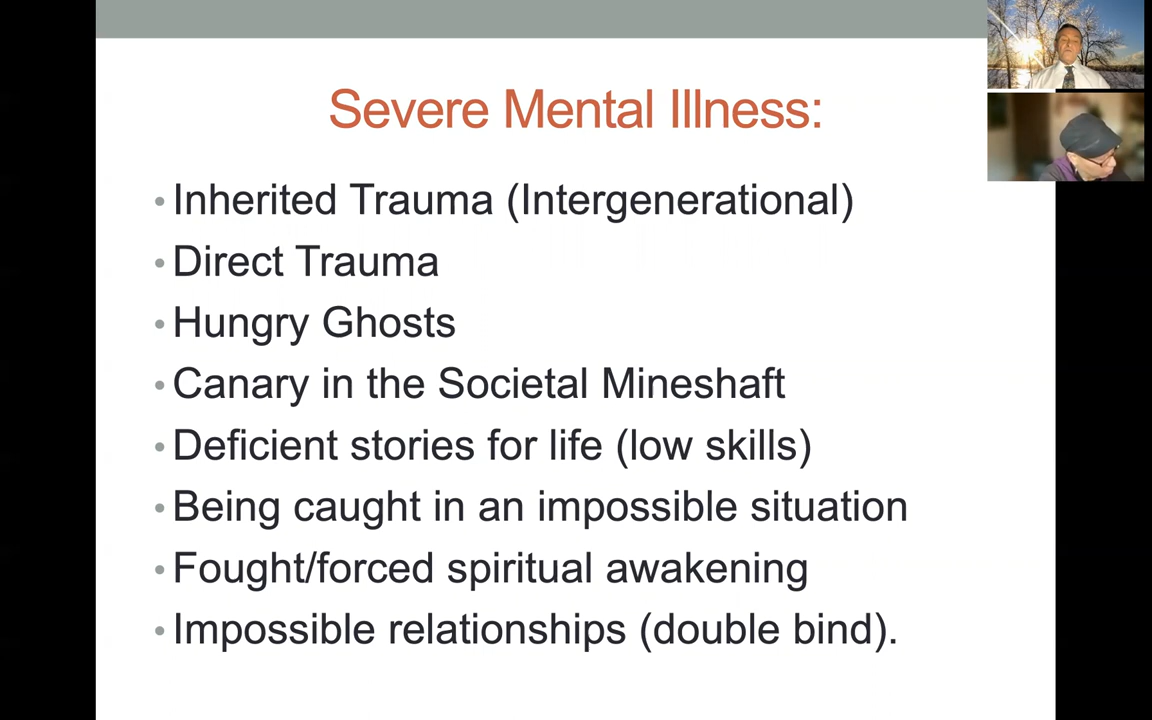 Severe Mental Illness:
• Inherited Trauma (Intergenerational)
• Direct Trauma
• Hungry Ghosts
• Canary in the Societal Mineshaft
• Deficient stories for life (low skills)
• Being caught in an impossible situation
• Fought/forced spiritual awakening
• Impossible relationships (double bind).